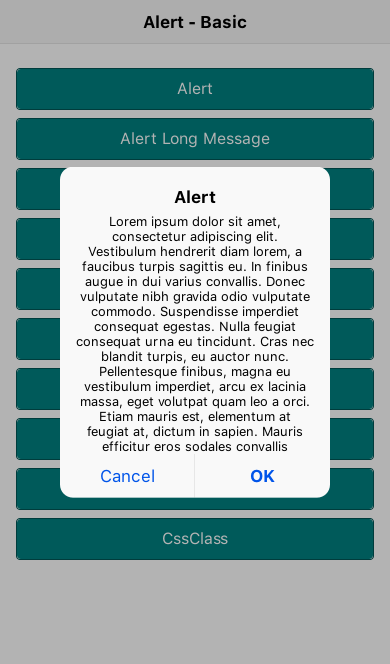 Alert - Basic
Alert
Alert Long Message
Alert
Lorem ipsum dolor sit amet,
consectetur adipiscing elit.
Vestibulum hendrerit diam lorem, a
faucibus turpis sagittis eu. In finibus
augue in dui varius convallis. Donec
vulputate nibh gravida odio vulputate
commodo. Suspendisse imperdiet
consequat egestas. Nulla feugiat
consequat urna eu tincidunt. Cras nec
blandit turpis, eu auctor nunc.
Pellentesque finibus, magna eu
vestibulum imperdiet, arcu ex lacinia
massa, eget volutpat quam leo a orci.
Etiam mauris est, elementum at
feugiat at, dictum in sapien. Mauris
efficitur eros sodales convallis
Cancel
OK
CssClass